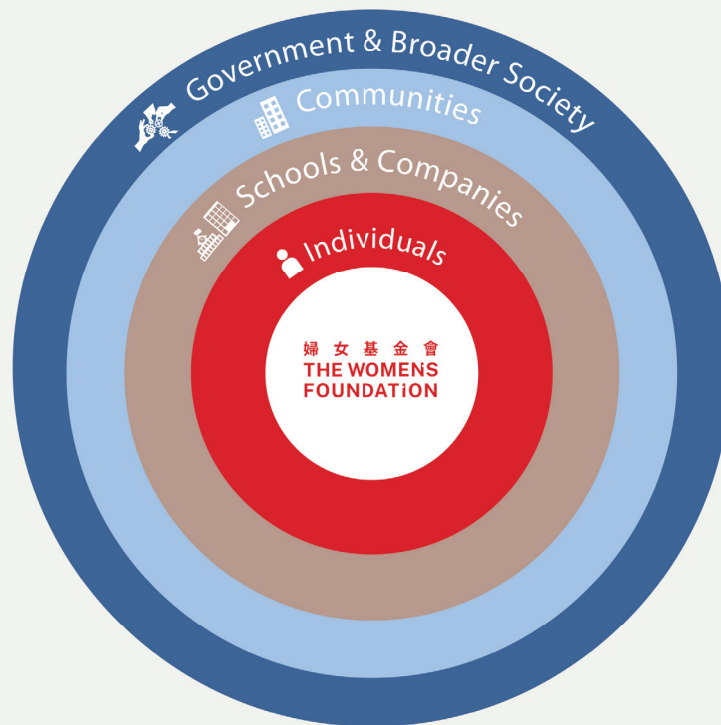 Government & Broader Society
Communities
Schools & Companies
Individuals
婦女基金會
THE WOMENS
FOUNDATiON